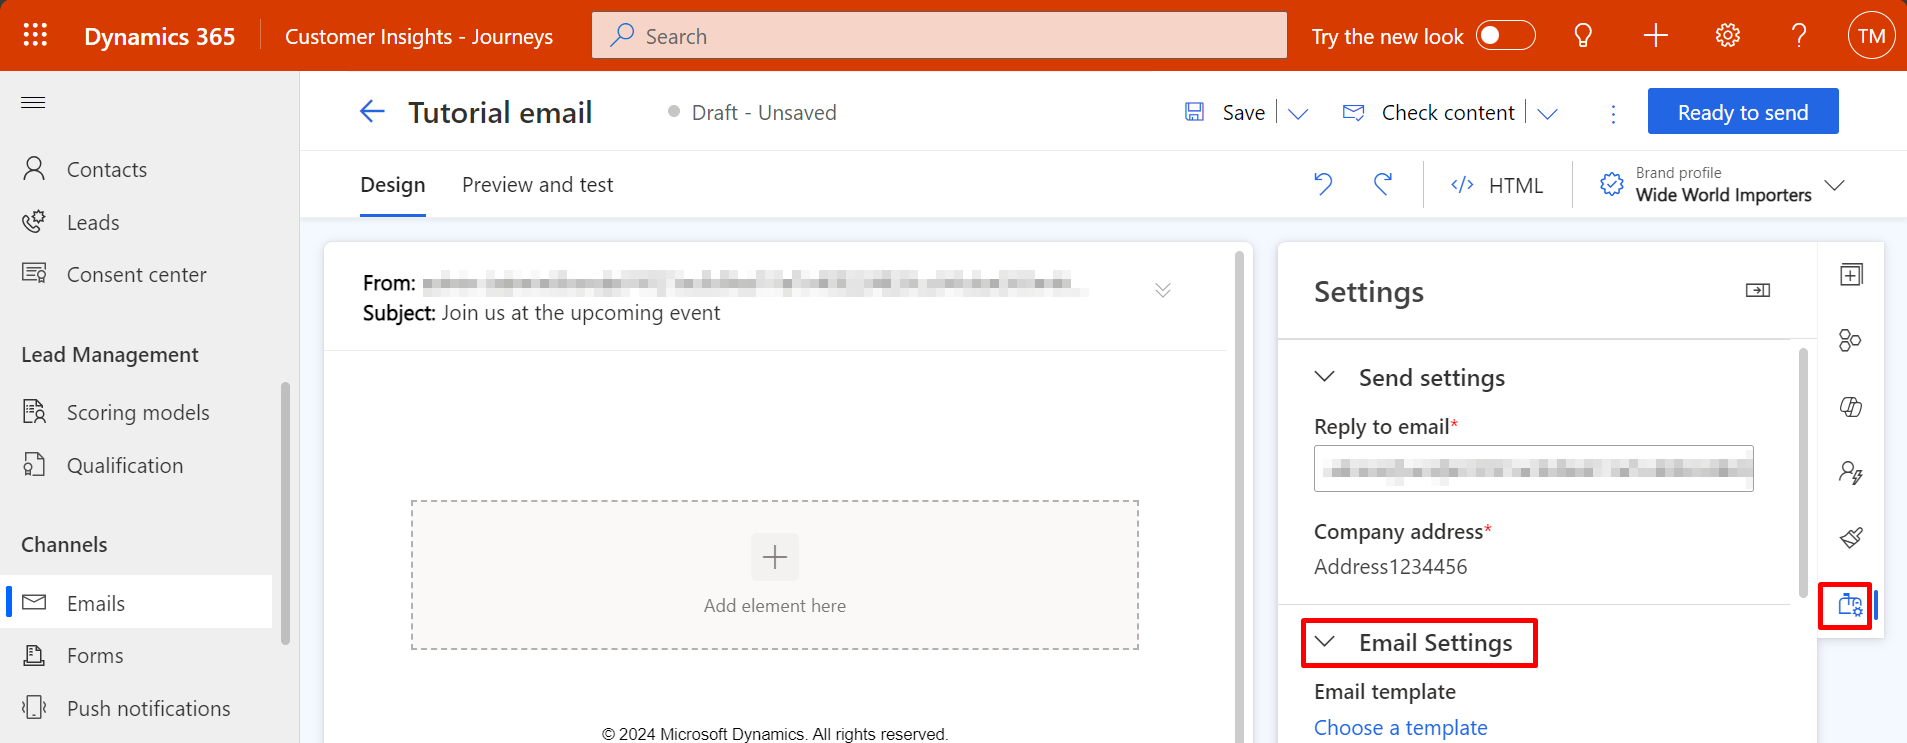 Dynamics 365
Customer Insights - Journeys
Search
Try the new look
TM
Tutorial email
Draft - Unsaved
Save
Check content
Ready to send
Design
Preview and test
HTML
Brand profile
Wide World Importers
Contacts
Leads
Consent center
Lead Management
Scoring models
Qualification
Channels
Emails
Forms
Push notifications
From:
Subject: Join us at the upcoming event
Add element here
© 2024 Microsoft Dynamics. All rights reserved.
Settings
Send settings
Reply to email*
Company address*
Address1234456
Email Settings
Email template
Choose a template